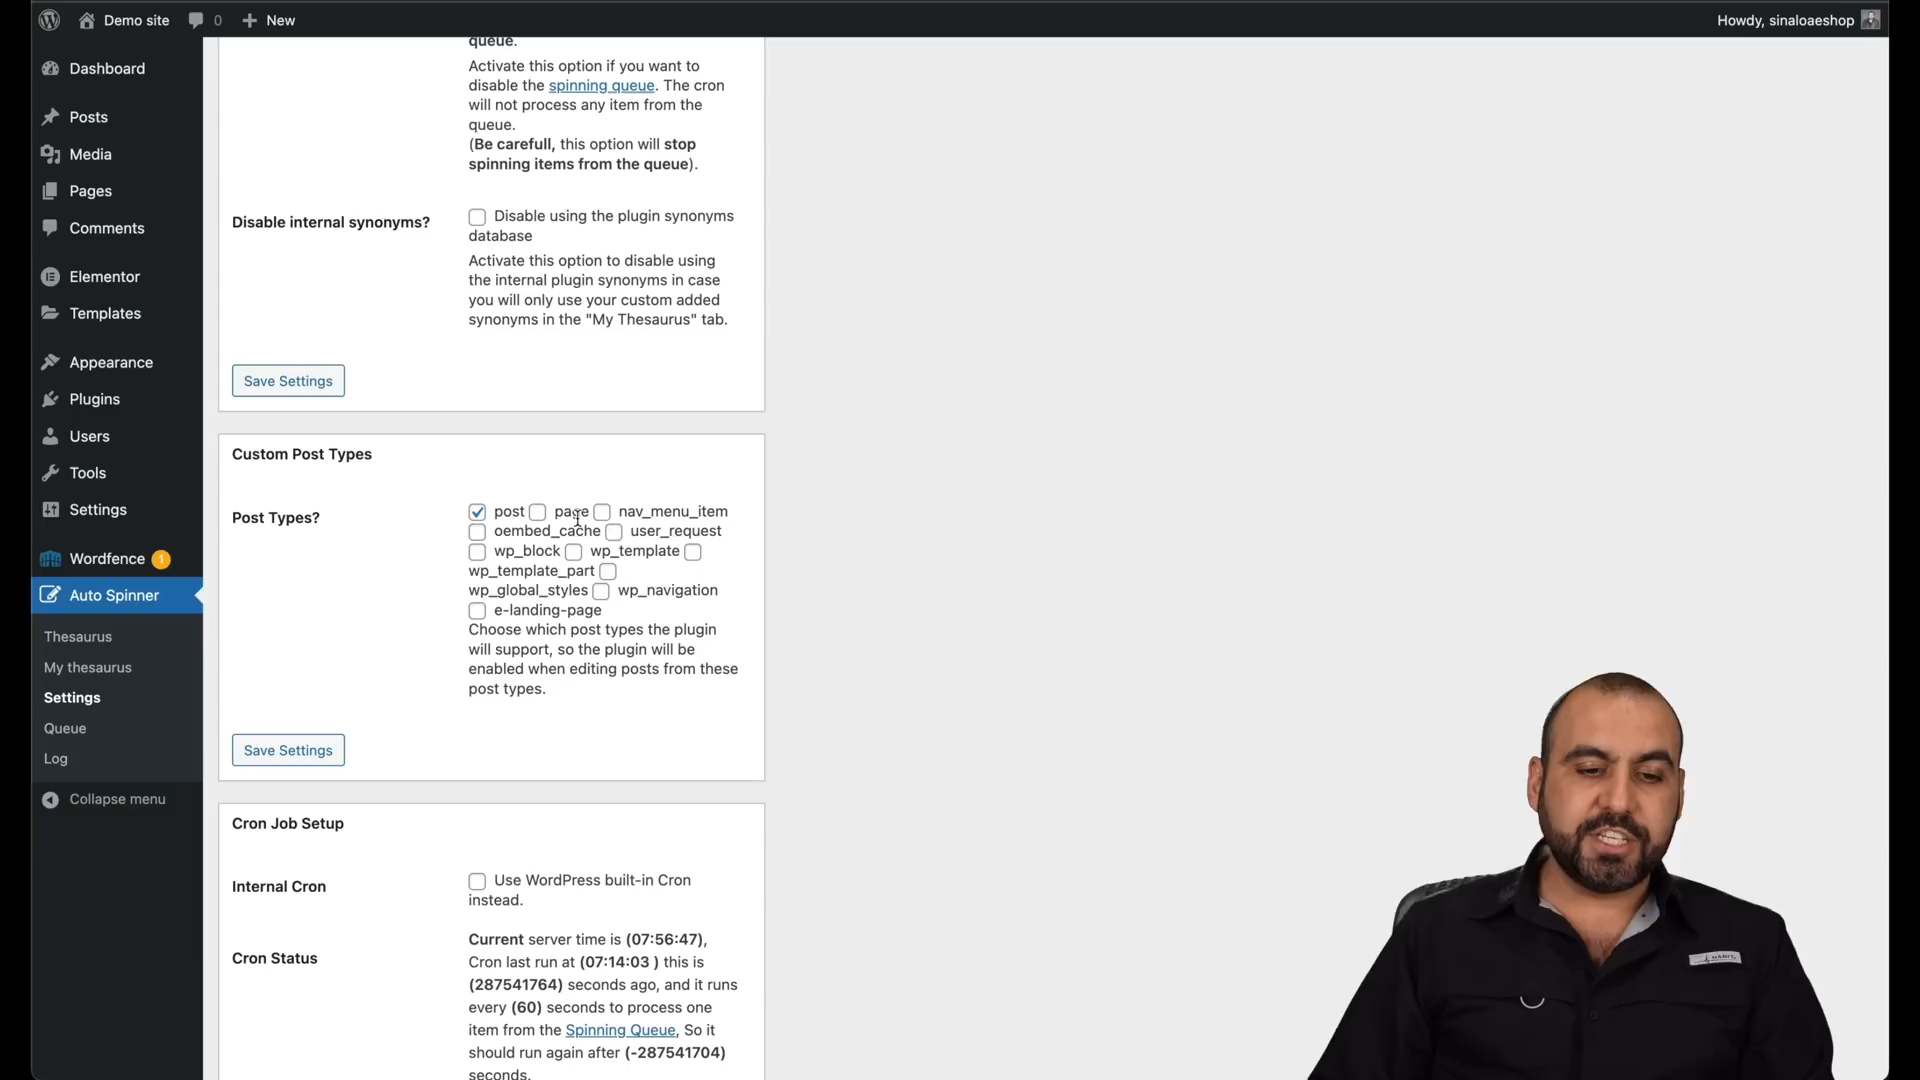 Demo site
0
New
Howdy, sinaloaeshop
Dashboard
Posts
Media
Pages
Comments
Elementor
Templates
Appearance
Plugins
Users
Tools
Settings
Wordfence 1
Auto Spinner
Thesaurus
My thesaurus
Settings
Queue
Log
Collapse menu
queue.
Activate this option if you want to
disable the spinning queue. The cron
will not process any item from the
queue.
(Be carefull, this option will stop
spinning items from the queue).
Disable internal synonyms?
Disable using the plugin synonyms
database
Activate this option to disable using
the internal plugin synonyms in case
you will only use your custom added
synonyms in the "My Thesaurus" tab.
Save Settings
Custom Post Types
Post Types?
post page nav_menu_item
oembed_cache user_request
wp_block wp_template
wp_template_part
wp_global_styles wp_navigation
e-landing-page
Choose which post types the plugin
will support, so the plugin will be
enabled when editing posts from these
post types.
Save Settings
Cron Job Setup
Internal Cron
Use WordPress built-in Cron
instead.
Cron Status
Current server time is (07:56:47),
Cron last run at (07:14:03 ) this is
(287541764) seconds ago, and it runs
every (60) seconds to process one
item from the Spinning Queue, So it
should run again after (-287541704)
seconds.